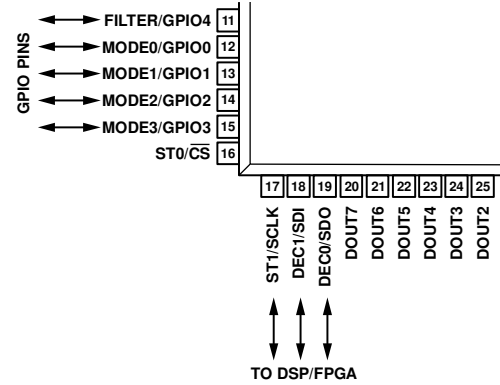 GPIO PINS
FILTER/GPIO4 11
MODE0/GPIO0 12
MODE1/GPIO1 13
MODE2/GPIO2 14
MODE3/GPIO3 15
ST0/C̅S̅ 16
17 18 19 20 21 22 23 24 25
ST1/SCLK
DEC1/SDI
DEC0/SDO
DOUT7
DOUT6
DOUT5
DOUT4
DOUT3
DOUT2
TO DSP/FPGA